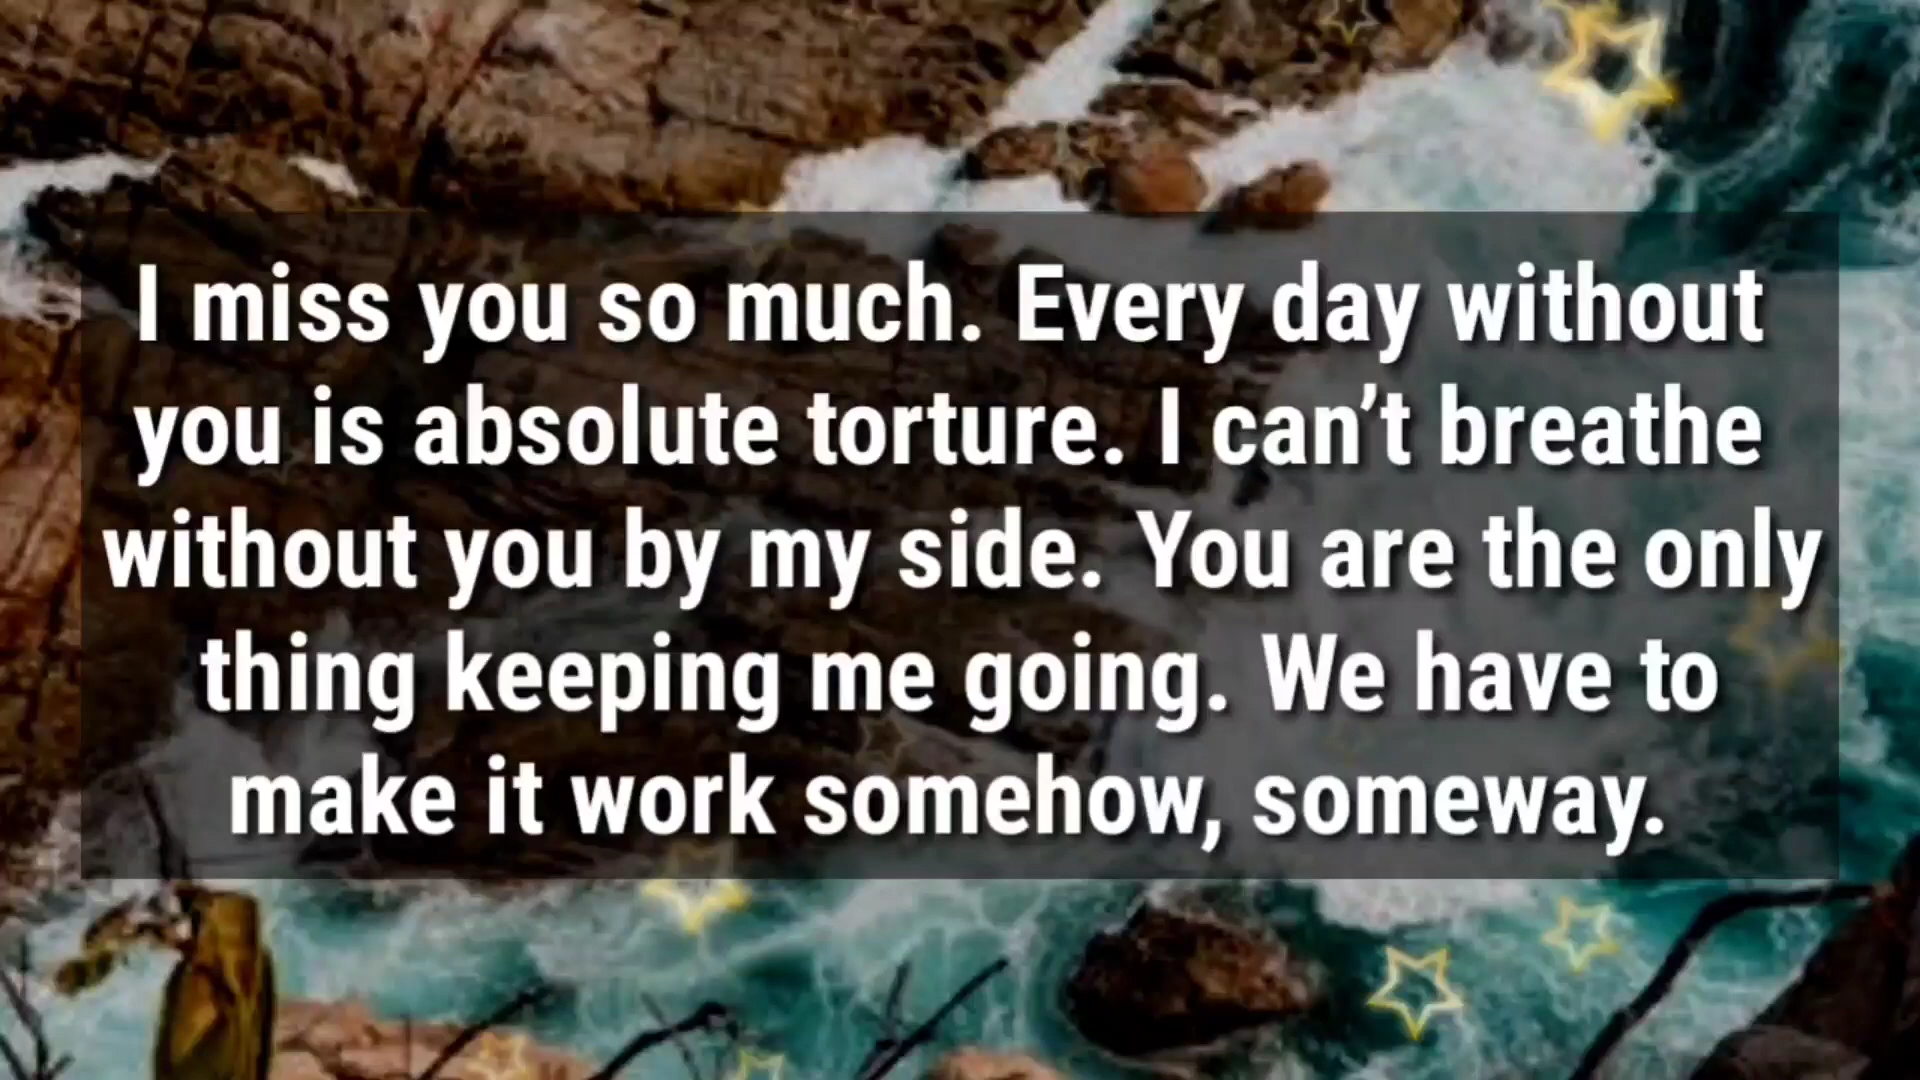 I miss you so much. Every day without
you is absolute torture. I can’t breathe
without you by my side. You are the only
thing keeping me going. We have to
make it work somehow, someway.